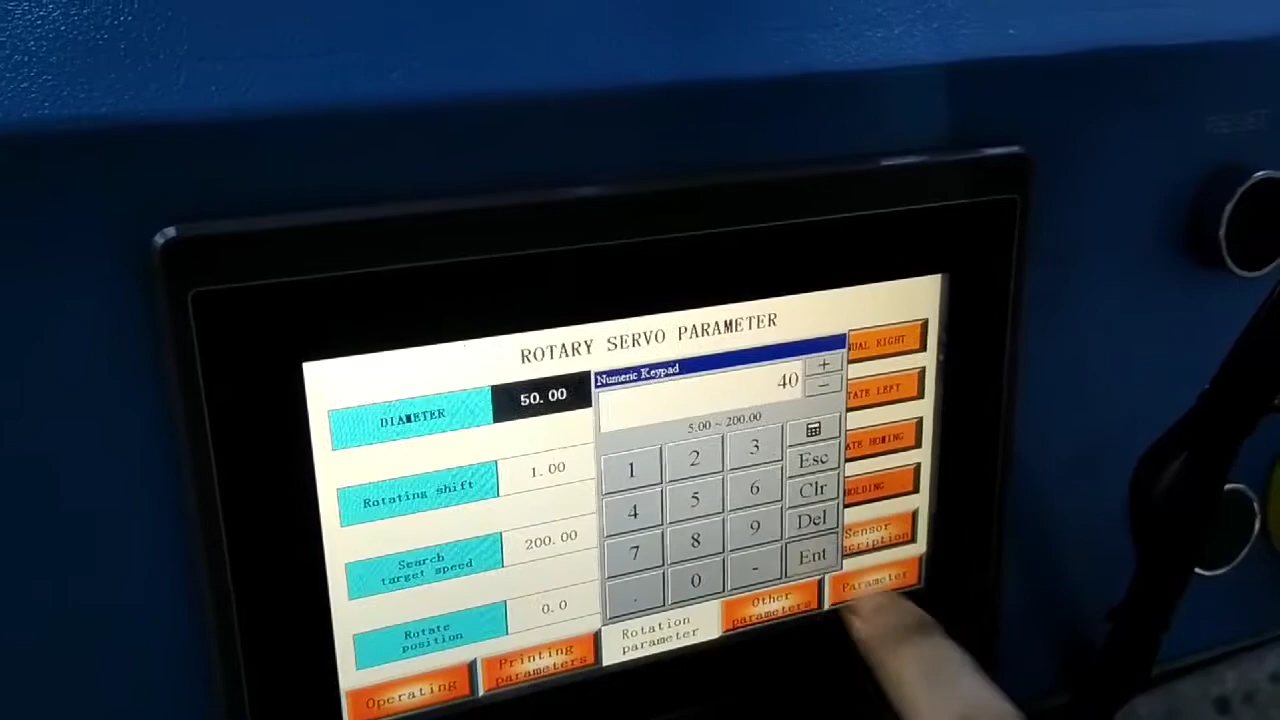 ROTARY SERVO PARAMETER
DIAMETER
50.00
Rotating shift
1.00
Search
target speed
200.00
Rotate
position
0.0
Numeric Keypad
40
+
-
5.00 ~ 200.00
1 2 3
Esc
4 5 6
Clr
7 8 9
Del
. 0 -
Ent
UAL RIGHT
TATE LEFT
ATE HOMING
HOLDING
Sensor
scription
Parameter
Other
parameters
Rotation
parameter
Printing
parameters
Operating
RESET